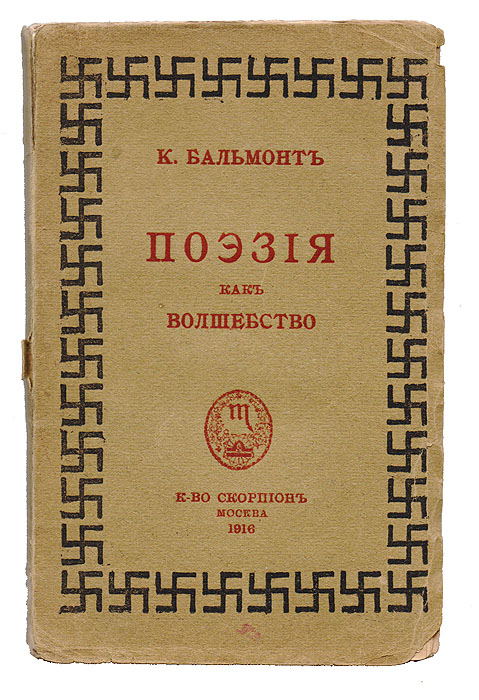 К. БАЛЬМОНТЪ
ПОЭЗІЯ
КАКЪ
ВОЛШЕБСТВО
К-ВО СКОРПІОНЪ
МОСКВА
1916